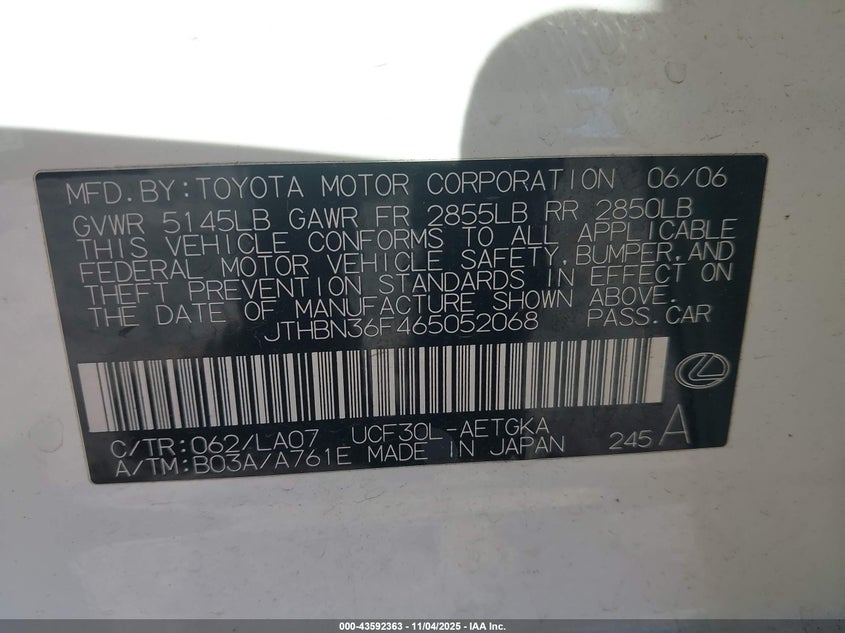 MFD.BY:TOYOTA MOTOR CORPORATION 06/06
GVWR 5145LB GAWR FR 2855LB RR 2850LB
THIS VEHICLE CONFORMS TO ALL APPLICABLE
FEDERAL MOTOR VEHICLE SAFETY,BUMPER,AND
THEFT PREVENTION STANDARDS IN EFFECT ON
THE DATE OF MANUFACTURE SHOWN ABOVE.
JTHBN36F465052068 PASS.CAR
C/TR:062/LA07 UCF30L-AETGKA
A/TM:B03A/A761E MADE IN JAPAN 245 A
000-43592363 - 11/04/2025 - IAA Inc.